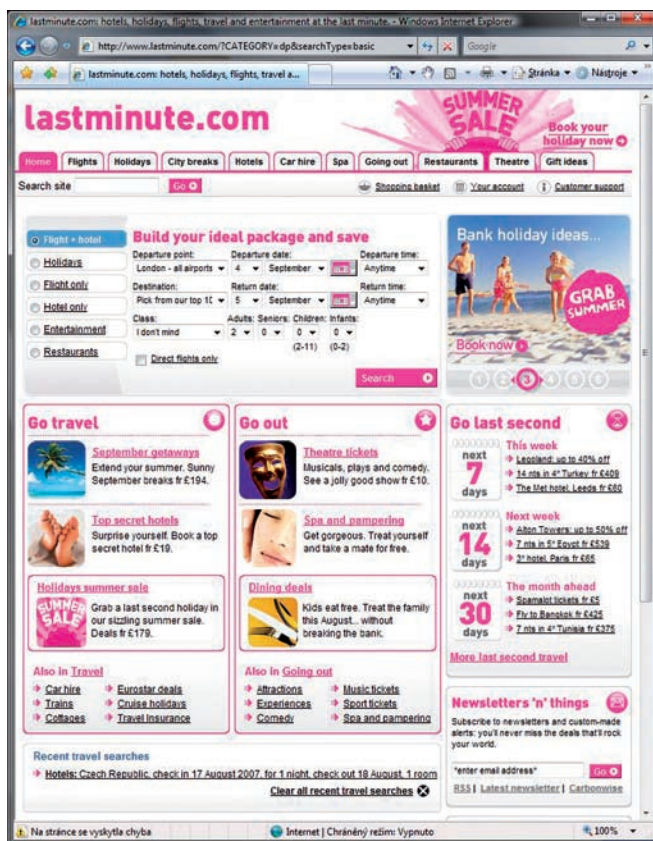 lastminute.com: hotels, holidays, flights, travel and entertainment at the last minute. - Windows Internet Explorer
http://www.lastminute.com/?CATEGORY=dp&searchType=basic
Google
lastminute.com: hotels, holidays, flights, travel a...
Stránka
Nástroje
lastminute.com
SUMMER SALE
Book your
holiday now
Home Flights Holidays City breaks Hotels Car hire Spa Going out Restaurants Theatre Gift ideas
Search site Go
Shopping basket Your account Customer support
Flight + hotel
Holidays
Flight only
Hotel only
Entertainment
Restaurants
Build your ideal package and save
Departure point: Departure date: Departure time:
London - all airports 4 September Anytime
Destination: Return date: Return time:
Pick from our top 10 5 September Anytime
Class: Adults: Seniors: Children: Infants:
I don't mind 2 0 0 0
(2-11) (0-2)
Direct flights only
Search
Bank holiday ideas...
GRAB
SUMMER
Book now
1 2 3 4 5 6
Go travel
September getaways
Extend your summer. Sunny
September breaks fr £194.
Top secret hotels
Surprise yourself. Book a top
secret hotel fr £19.
Holidays summer sale
SUMMER
SALE
Grab a last second holiday in
our sizzling summer sale.
Deals fr £179.
Also in Travel
Car hire Eurostar deals
Trains Cruise holidays
Cottages Travel Insurance
Go out
Theatre tickets
Musicals, plays and comedy.
See a jolly good show fr £10.
Spa and pampering
Get gorgeous. Treat yourself
and take a mate for free.
Dining deals
Kids eat free. Treat the family
this August... without
breaking the bank.
Also in Going out
Attractions Music tickets
Experiences Sport tickets
Comedy Spa and pampering
Go last second
next
7
days
This week
Legoland: up to 40% off
14 nts in 4* Turkey fr £409
The Met hotel, Leeds fr £60
next
14
days
Next week
Alton Towers: up to 50% off
7 nts in 5* Egypt fr £539
3* hotel, Paris fr £65
next
30
days
The month ahead
Spamalot tickets fr £5
Fly to Bangkok fr £425
7 nts in 4* Tunisia fr £375
More last second travel
Newsletters 'n' things
Subscribe to newsletters and custom-made
alerts: you'll never miss the deals that'll rock
your world.
*enter email address* Go
RSS | Latest newsletter | Carbonwise
Recent travel searches
Hotels: Czech Republic, check in 17 August 2007, for 1 night, check out 18 August, 1 room
Clear all recent travel searches
Na stránce se vyskytla chyba
Internet | Chráněný režim: Vypnuto
100%